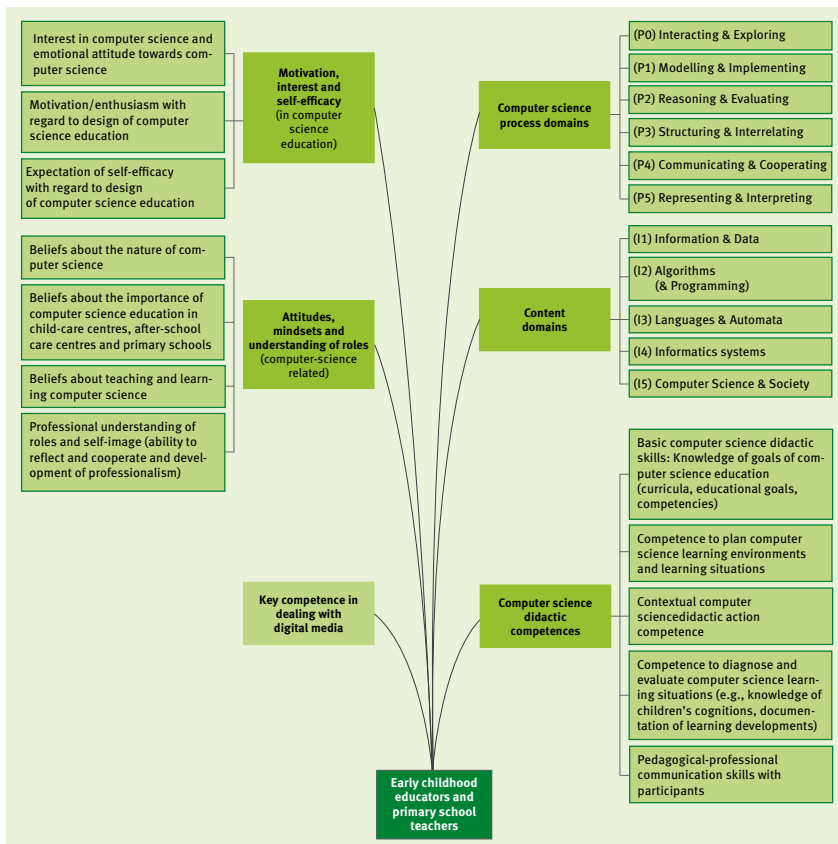 Interest in computer science and
emotional attitude towards com-
puter science
Motivation/enthusiasm with
regard to design of computer
science education
Expectation of self-efficacy
with regard to design
of computer science education
Motivation,
interest and
self-efficacy
(in computer
science
education)
Beliefs about the nature of com-
puter science
Beliefs about the importance of
computer science education in
child-care centres, after-school
care centres and primary schools
Beliefs about teaching and lear-
ning computer science
Professional understanding of
roles and self-image (ability to
reflect and cooperate and devel-
opment of professionalism)
Attitudes,
mindsets and
understanding of roles
(computer-science
related)
Key competence in
dealing with
digital media
Computer science
process domains
(P0) Interacting & Exploring
(P1) Modelling & Implementing
(P2) Reasoning & Evaluating
(P3) Structuring & Interrelating
(P4) Communicating & Cooperating
(P5) Representing & Interpreting
Content
domains
(I1) Information & Data
(I2) Algorithms
(& Programming)
(I3) Languages & Automata
(I4) Informatics systems
(I5) Computer Science & Society
Computer science
didactic
competences
Basic computer science didactic
skills: Knowledge of goals of com-
puter science education
(curricula, educational goals,
competencies)
Competence to plan computer
science learning environments
and learning situations
Contextual computer
sciencedidactic action
competence
Competence to diagnose and
evaluate computer science learn-
ing situations (e.g., knowledge of
children’s cognitions, documen-
tation of learning developments)
Pedagogical-professional
communication skills with
participants
Early childhood
educators and
primary school
teachers